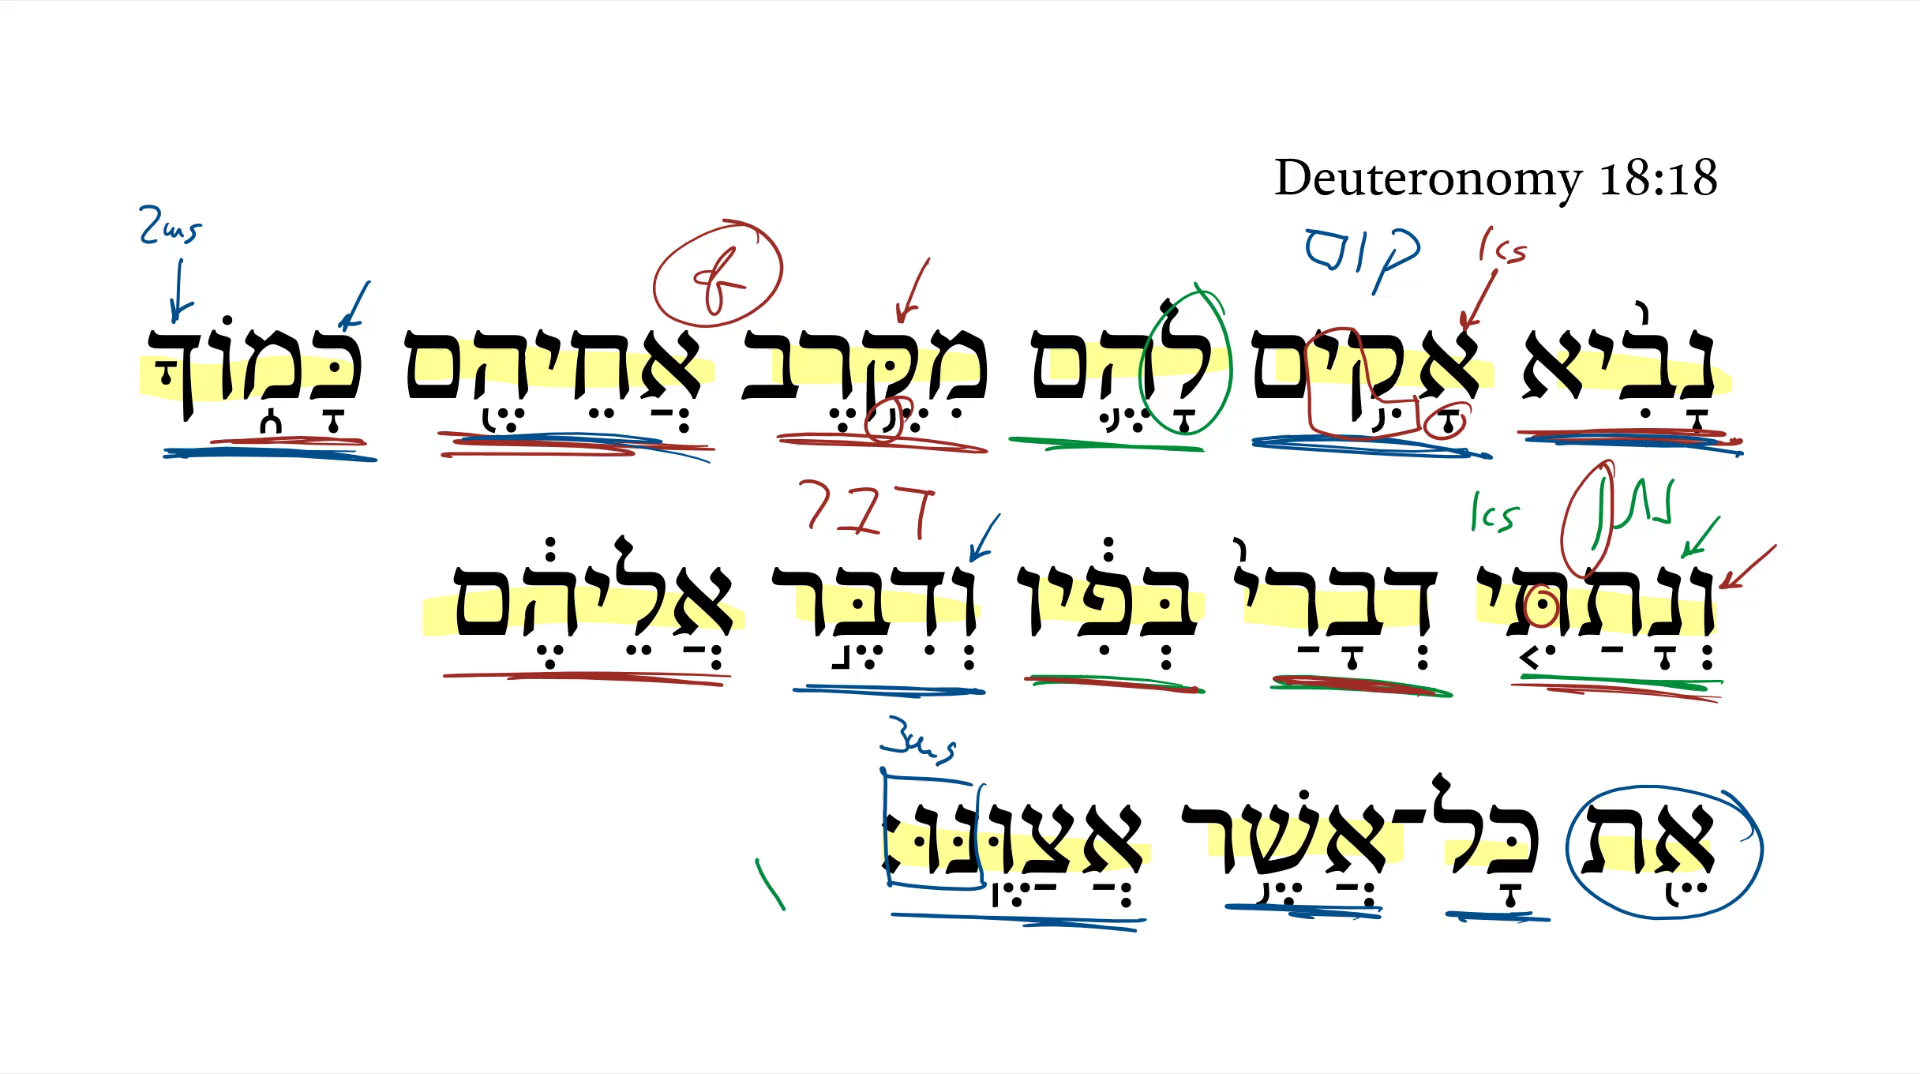 Deuteronomy 18:18
2ms קום 1cs
נָבִ֨יא אָקִ֥ים לָהֶ֛ם מִקֶּ֥רֶב אֲחֵיהֶ֖ם כָּמ֑וֹךָ
דבר 1cs נתן
וְנָתַתִּ֤י דְבָרַי֙ בְּפִ֔יו וְדִבֶּ֣ר אֲלֵיהֶ֔ם
3ms
אֵ֖ת כָּל־אֲשֶׁ֥ר אֲצַוֶּֽנּוּ׃